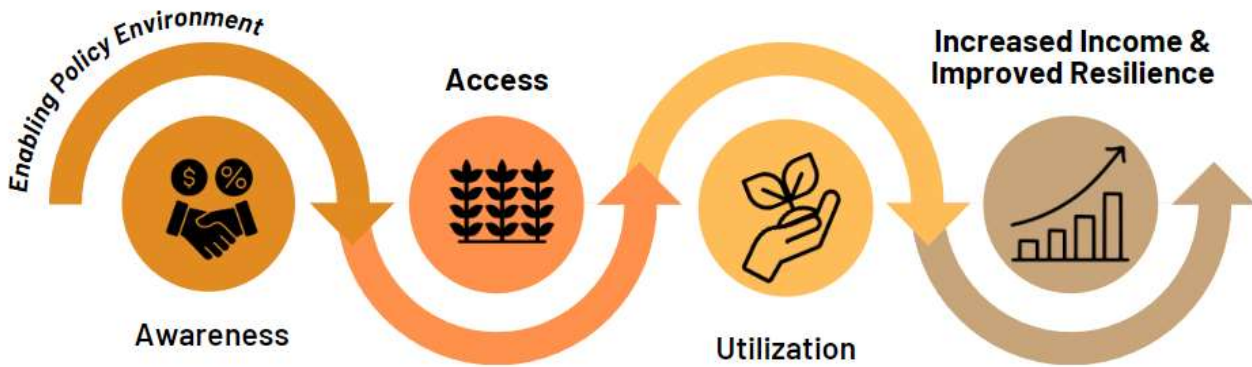 Enabling Policy Environment
Awareness
$ %
Access
Utilization
Increased Income &
Improved Resilience